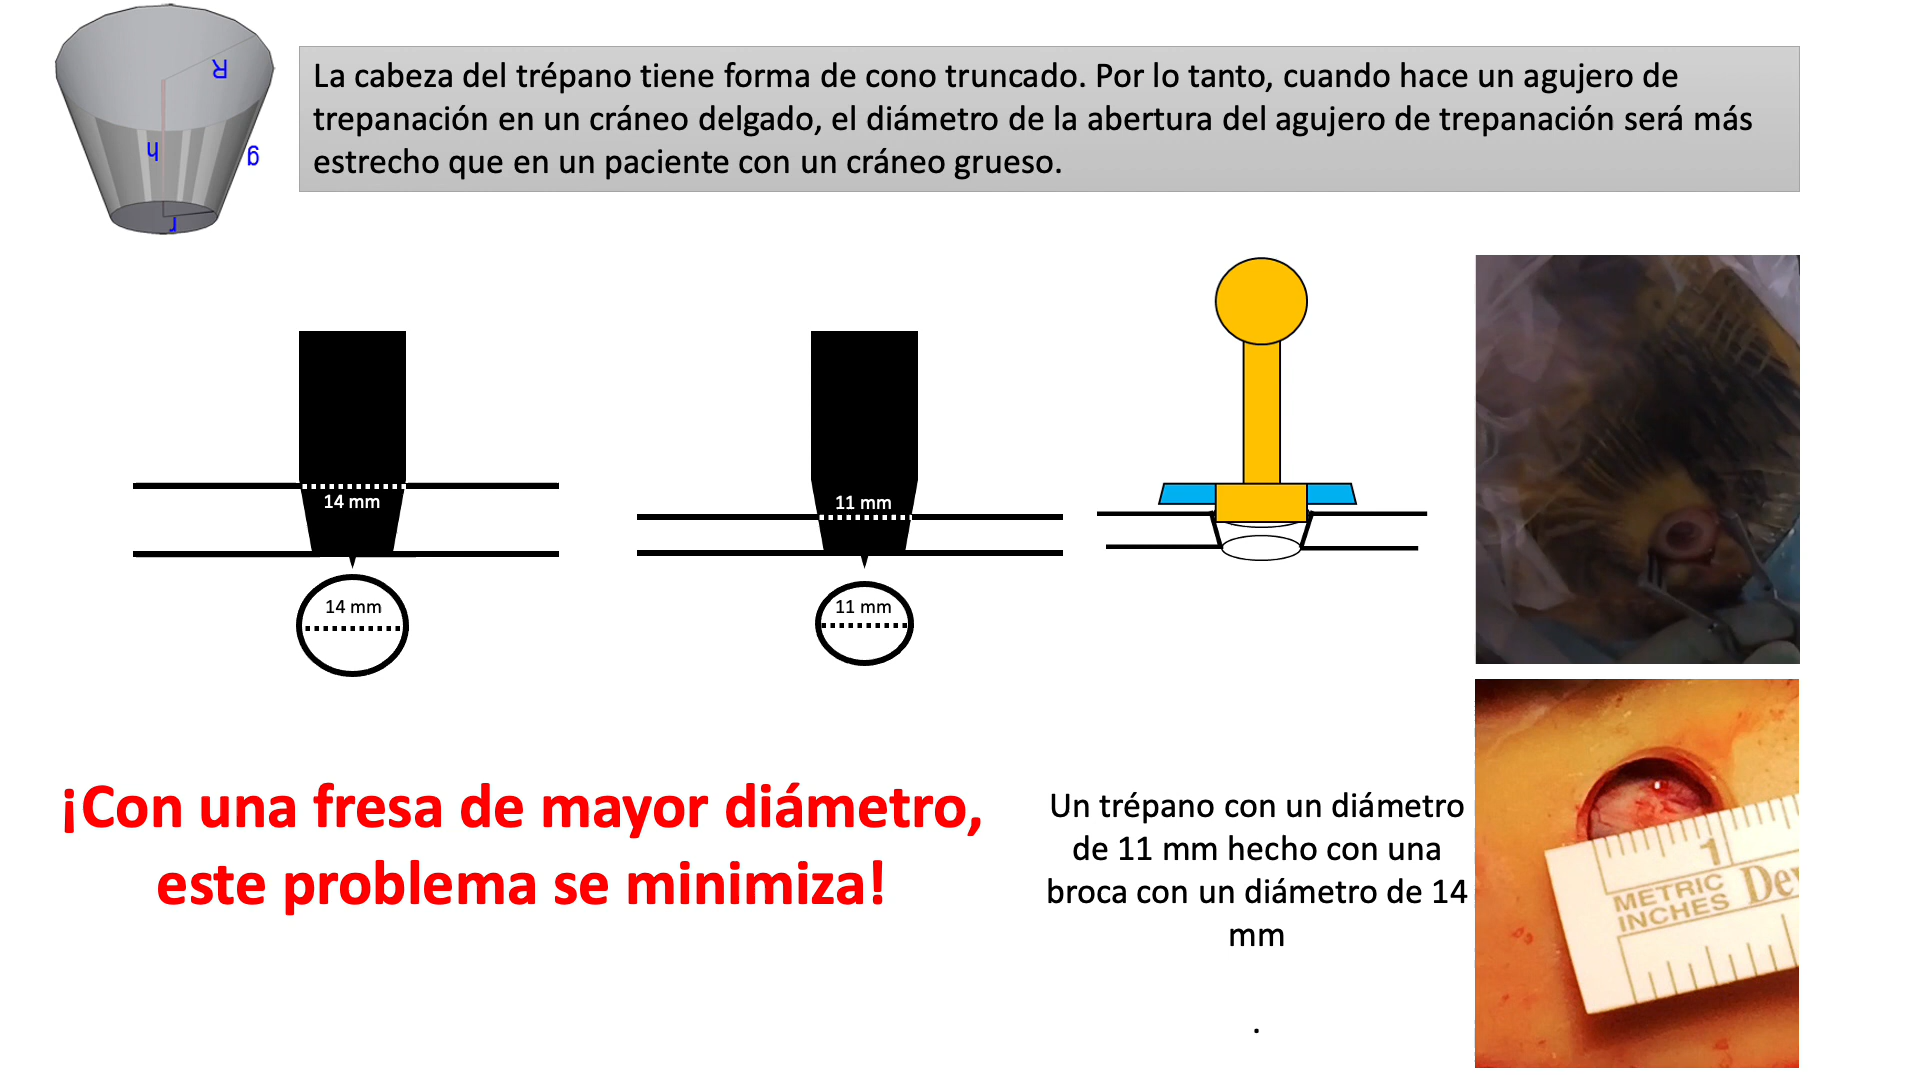 R
h
g
r
La cabeza del trépano tiene forma de cono truncado. Por lo tanto, cuando hace un agujero de
trepanación en un cráneo delgado, el diámetro de la abertura del agujero de trepanación será más
estrecho que en un paciente con un cráneo grueso.
14 mm
11 mm
14 mm
11 mm
¡Con una fresa de mayor diámetro,
este problema se minimiza!
Un trépano con un diámetro
de 11 mm hecho con una
broca con un diámetro de 14
mm
.
1
METRIC
INCHES